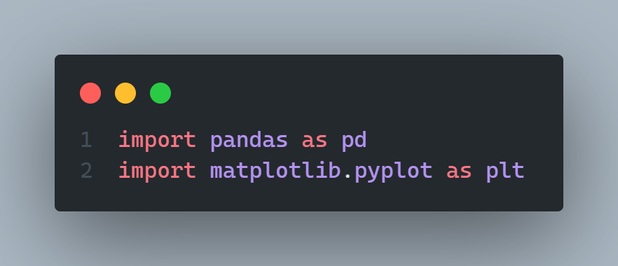 1 import pandas as pd
2 import matplotlib.pyplot as plt